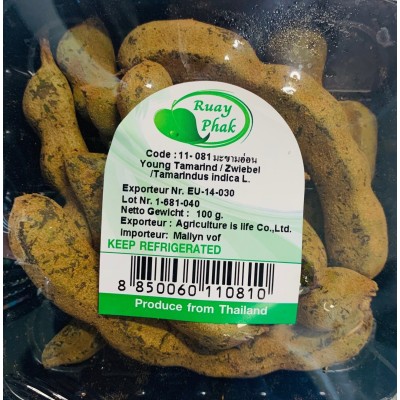 Ruay
Phak
Code : 11- 081 มะขามอ่อน
Young Tamarind / Zwiebel
/Tamarindus indica L.
Exporteur Nr. EU-14-030
Lot Nr. 1-681-040
Netto Gewicht : 100 g.
Exporteur : Agriculture is life Co.,Ltd.
Importeur: Mailyn vof
KEEP REFRIGERATED
8 850060 110810
Produce from Thailand